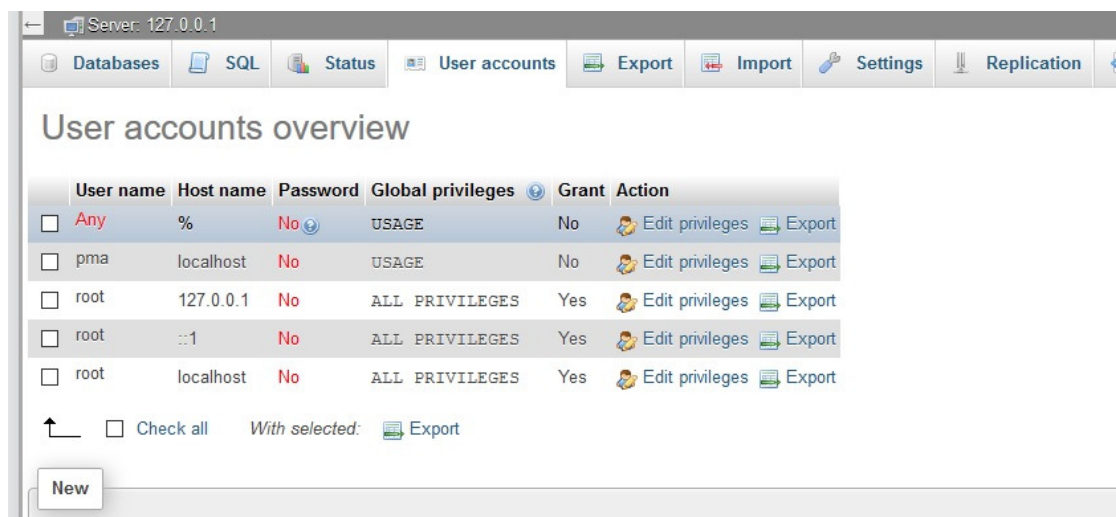 Server: 127.0.0.1
Databases SQL Status User accounts Export Import Settings Replication
User accounts overview
User name Host name Password Global privileges Grant Action
Any % No USAGE No Edit privileges Export
pma localhost No USAGE No Edit privileges Export
root 127.0.0.1 No ALL PRIVILEGES Yes Edit privileges Export
root ::1 No ALL PRIVILEGES Yes Edit privileges Export
root localhost No ALL PRIVILEGES Yes Edit privileges Export
Check all With selected: Export
New